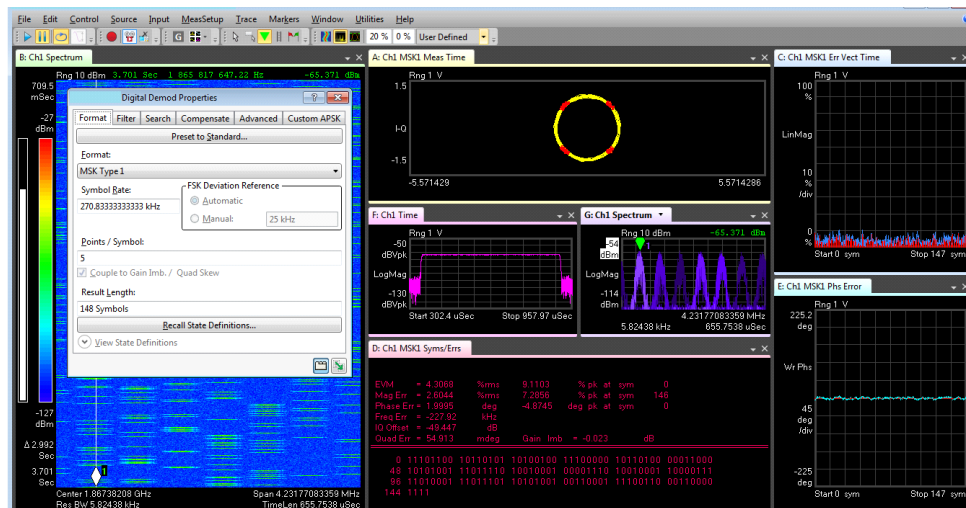 File Edit Control Source Input MeasSetup Trace Markers Window Utilities Help
G 20 % 0 % User Defined
B: Ch1 Spectrum
Rng 10 dBm 3.701 Sec 1 865 817 647.22 Hz -65.371 dBm
709.5
mSec
-27
dBm
-127
dBm
Δ 2.992
Sec
3.701
Sec
1
Center 1.86738208 GHz Span 4.23177083359 MHz
Res BW 5.82438 kHz TimeLen 655.7538 uSec
Digital Demod Properties
Format Filter Search Compensate Advanced Custom APSK
Preset to Standard...
Format:
MSK Type 1
Symbol Rate:
270.83333333333 kHz
FSK Deviation Reference
Automatic
Manual: 25 kHz
Points / Symbol:
5
Couple to Gain Imb. / Quad Skew
Result Length:
148 Symbols
Recall State Definitions...
View State Definitions
A: Ch1 MSK1 Meas Time
Rng 1 V
1.5
I-Q
-1.5
-5.571429 5.5714286
F: Ch1 Time
Rng 1 V
-50
dBVpk
LogMag
-130
dBVpk
Start 302.4 uSec Stop 957.97 uSec
G: Ch1 Spectrum
Rng 10 dBm -65.371 dBm
-54
dBm
LogMag
-114
dBm
1
4.23177083359 MHz
5.82438 kHz 655.7538 uSec
D: Ch1 MSK1 Syms/Errs
EVM = 4.3068 %rms 9.1103 % pk at sym 0
Mag Err = 2.6044 %rms 7.2856 % pk at sym 146
Phase Err = 1.9995 deg -4.6745 deg pk at sym 0
Freq Err = -227.92 kHz
IQ Offset = -49.447 dB
Quad Err = 54.913 mdeg Gain Imb = -0.023 dB
0 11101100 10110101 10100100 11100000 10110100 00011000
48 10101001 11011110 10010001 00001110 10001001 10000111
96 11010110 10101001 10101001 00110001 11100110 00110000
144 1111
C: Ch1 MSK1 Err Vect Time
Rng 1 V
100
%
LinMag
10
%
/div
0
%
Start 0 sym Stop 147 sym
E: Ch1 MSK1 Phs Error
Rng 1 V
225.2
deg
Wr Phs
45
deg
/div
-225
deg
Start 0 sym Stop 147 sym